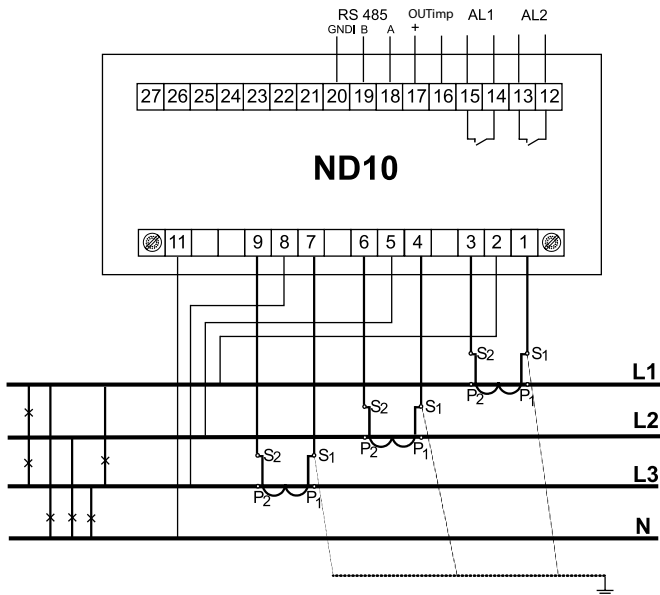 RS 485 OUTimp AL1 AL2
GNDI B A +
27 26 25 24 23 22 21 20 19 18 17 16 15 14 13 12
ND10
11 9 8 7 6 5 4 3 2 1
S2 S1
L1
P2 P1
S2 S1
L2
P2 P1
S2 S1
L3
P2 P1
N